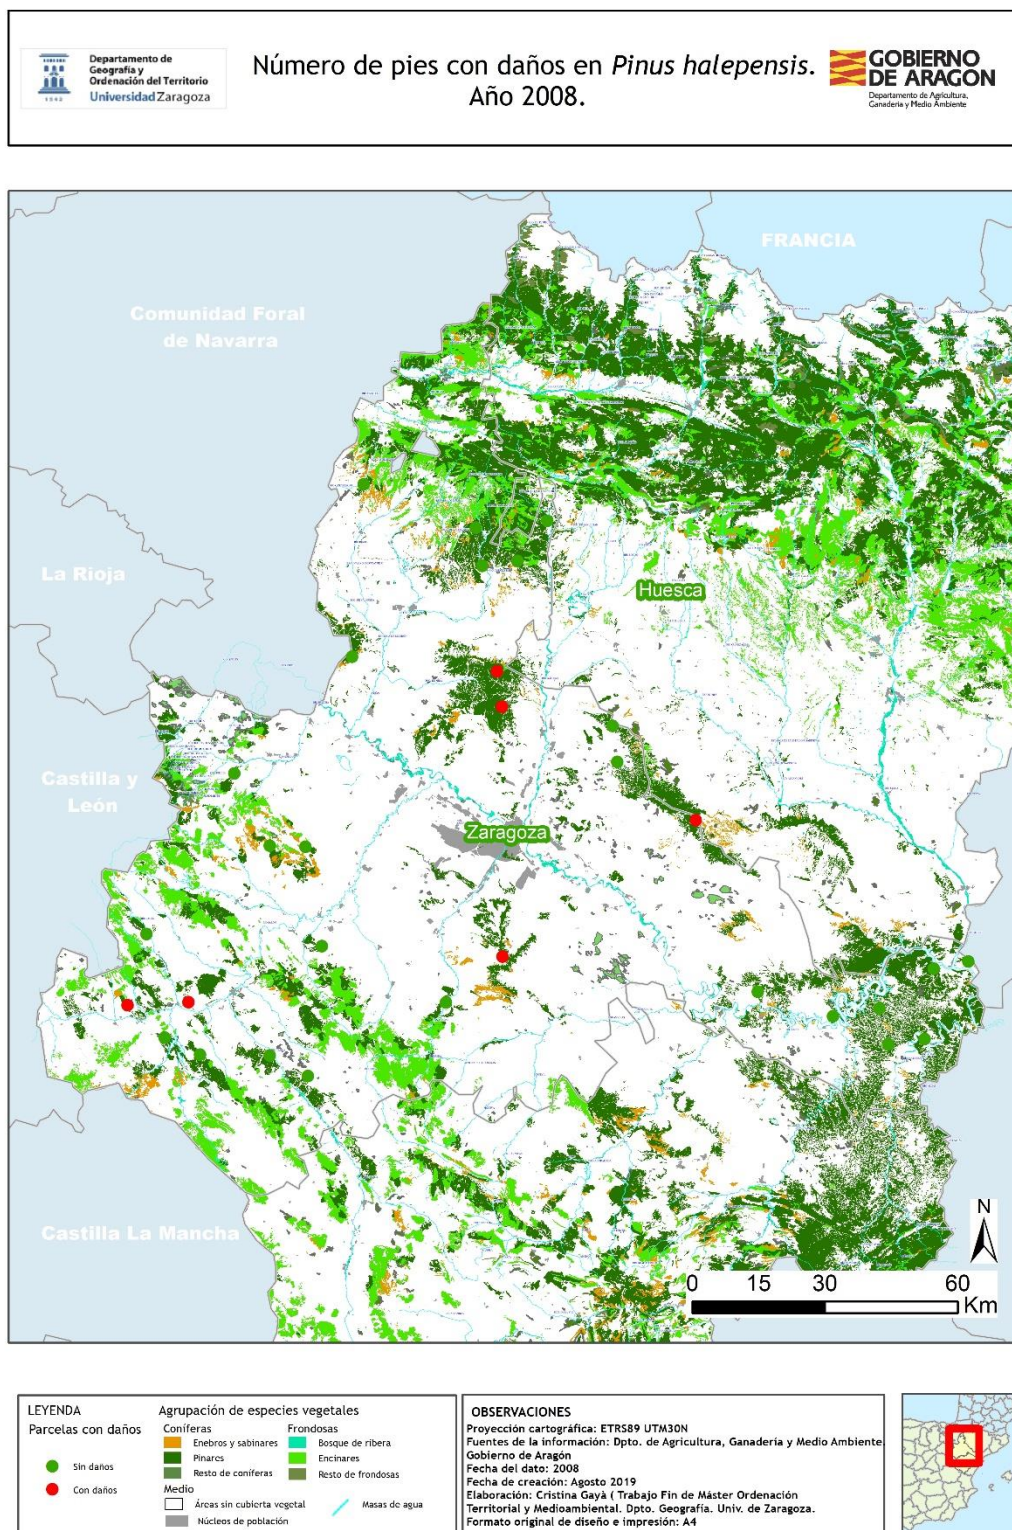 Departamento de
Geografía y
Ordenación del Territorio
Universidad Zaragoza
1542
Número de pies con daños en Pinus halepensis.
Año 2008.
GOBIERNO
DE ARAGON
Departamento de Agricultura,
Ganadería y Medio Ambiente
FRANCIA
Comunidad Foral
de Navarra
La Rioja
Huesca
Castilla y
León
Zaragoza
Castilla La Mancha
N
0 15 30 60
Km
LEYENDA
Parcelas con daños
Sin daños
Con daños
Agrupación de especies vegetales
Coníferas
Enebros y sabinares
Pinares
Resto de coníferas
Frondosas
Bosque de ribera
Encinares
Resto de frondosas
Medio
Áreas sin cubierta vegetal
Masas de agua
Núcleos de población
OBSERVACIONES
Proyección cartográfica: ETRS89 UTM30N
Fuentes de la información: Dpto. de Agricultura, Ganadería y Medio Ambiente.
Gobierno de Aragón
Fecha del dato: 2008
Fecha de creación: Agosto 2019
Elaboración: Cristina Gayà ( Trabajo Fin de Máster Ordenación
Territorial y Medioambiental. Dpto. Geografía. Univ. de Zaragoza.
Formato original de diseño e impresión: A4